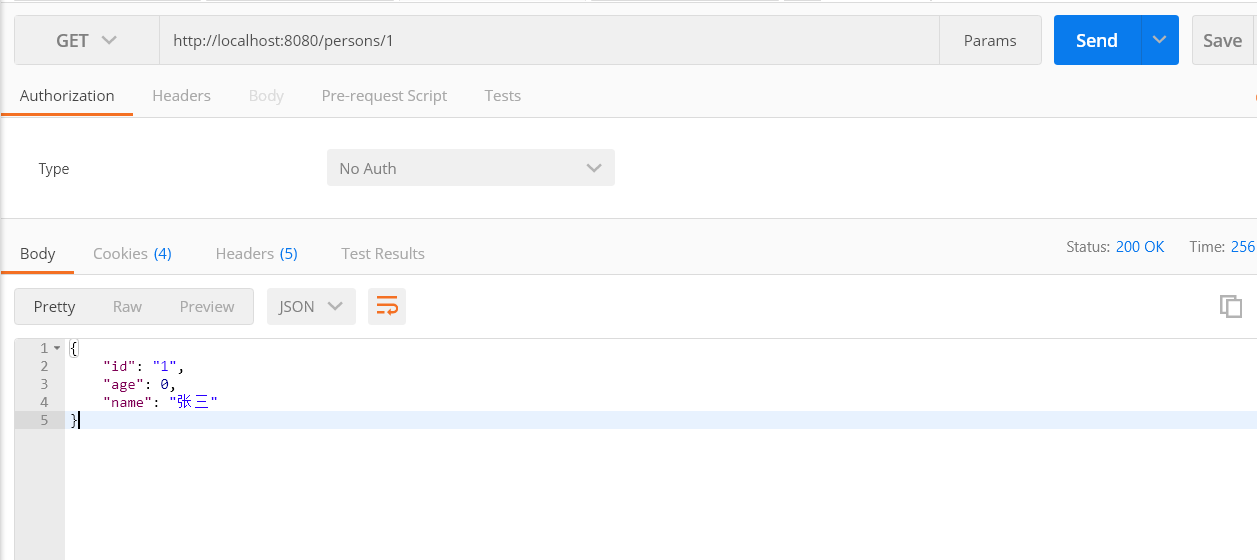 GET http://localhost:8080/persons/1 Params Send Save
Authorization Headers Body Pre-request Script Tests
Type No Auth
Body Cookies (4) Headers (5) Test Results Status: 200 OK Time: 256
Pretty Raw Preview JSON
1 {
2 "id": "1",
3 "age": 0,
4 "name": "张三"
5 }